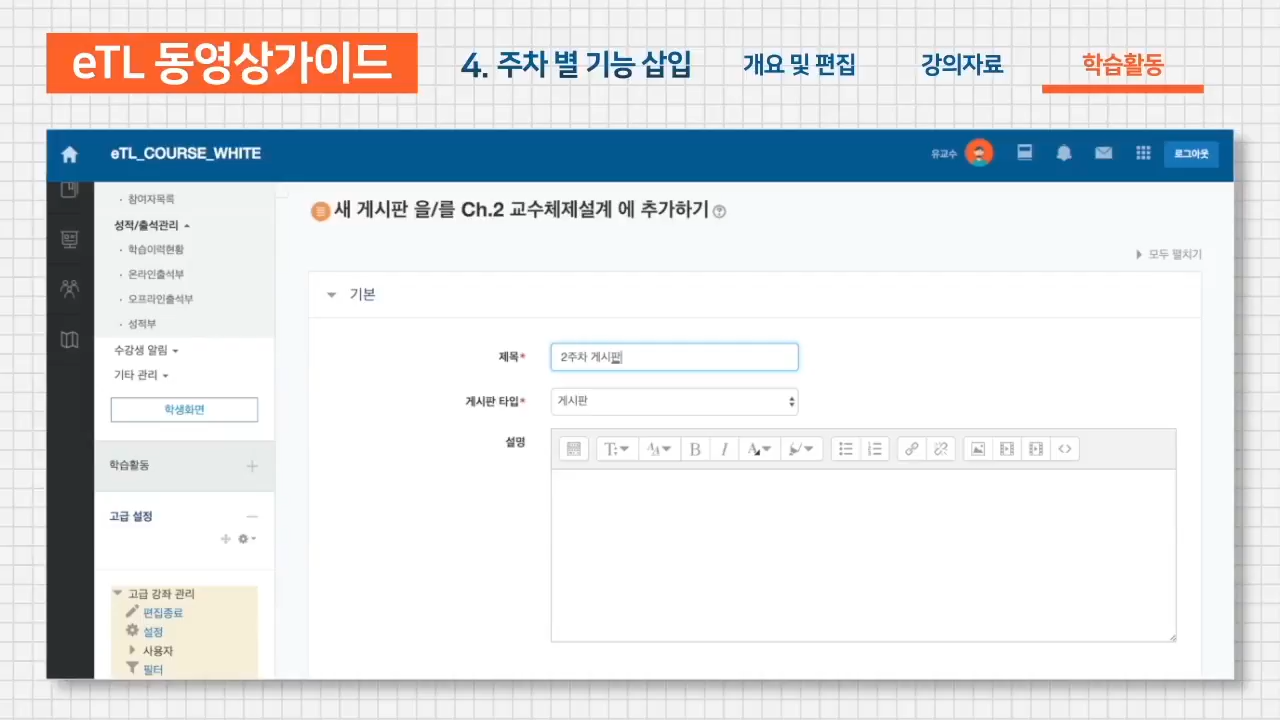 eTL 동영상가이드
4. 주차 별 기능 삽입
개요 및 편집
강의자료
학습활동
eTL_COURSE_WHITE
유교수
로그아웃
참여자목록
성적/출석관리
학습이력현황
온라인출석부
오프라인출석부
성적부
수강생 알림
기타 관리
학생화면
학습활동
고급 설정
고급 강좌 관리
편집종료
설정
사용자
필터
새 게시판 을/를 Ch.2 교수체제설계 에 추가하기
모두 펼치기
기본
제목*
2주차 게시판
게시판 타입*
게시판
설명